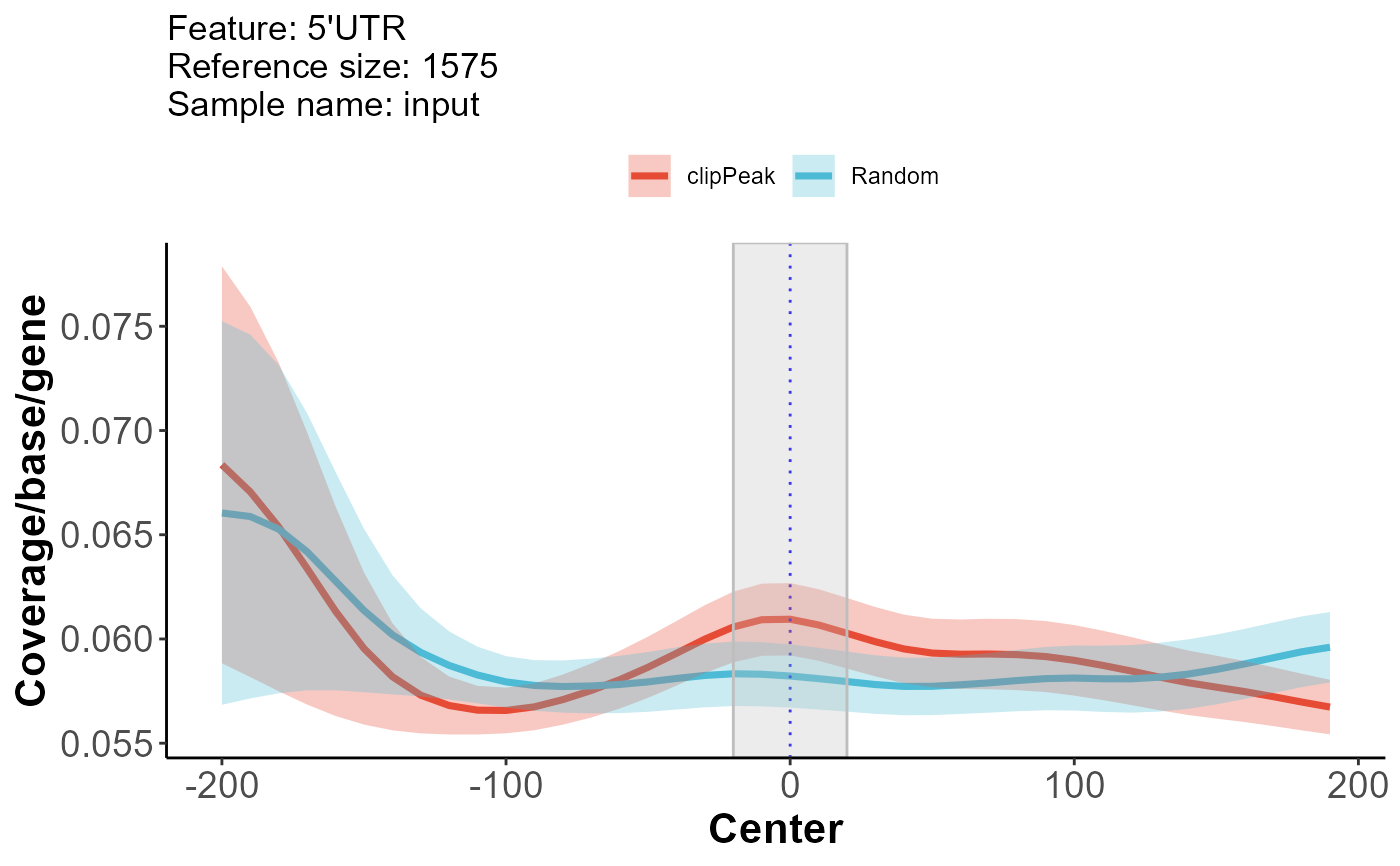 Feature: 5'UTR
Reference size: 1575
Sample name: input
clipPeak Random
Coverage/base/gene
0.075
0.070
0.065
0.060
0.055
-200 -100 0 100 200
Center